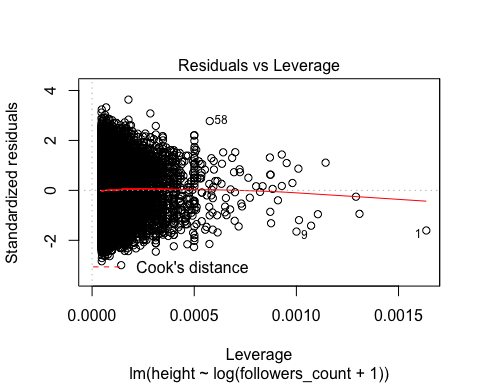 Residuals vs Leverage
Standardized residuals
4
2
0
-2
58
9
1
Cook's distance
0.0000 0.0005 0.0010 0.0015
Leverage
lm(height ~ log(followers_count + 1))